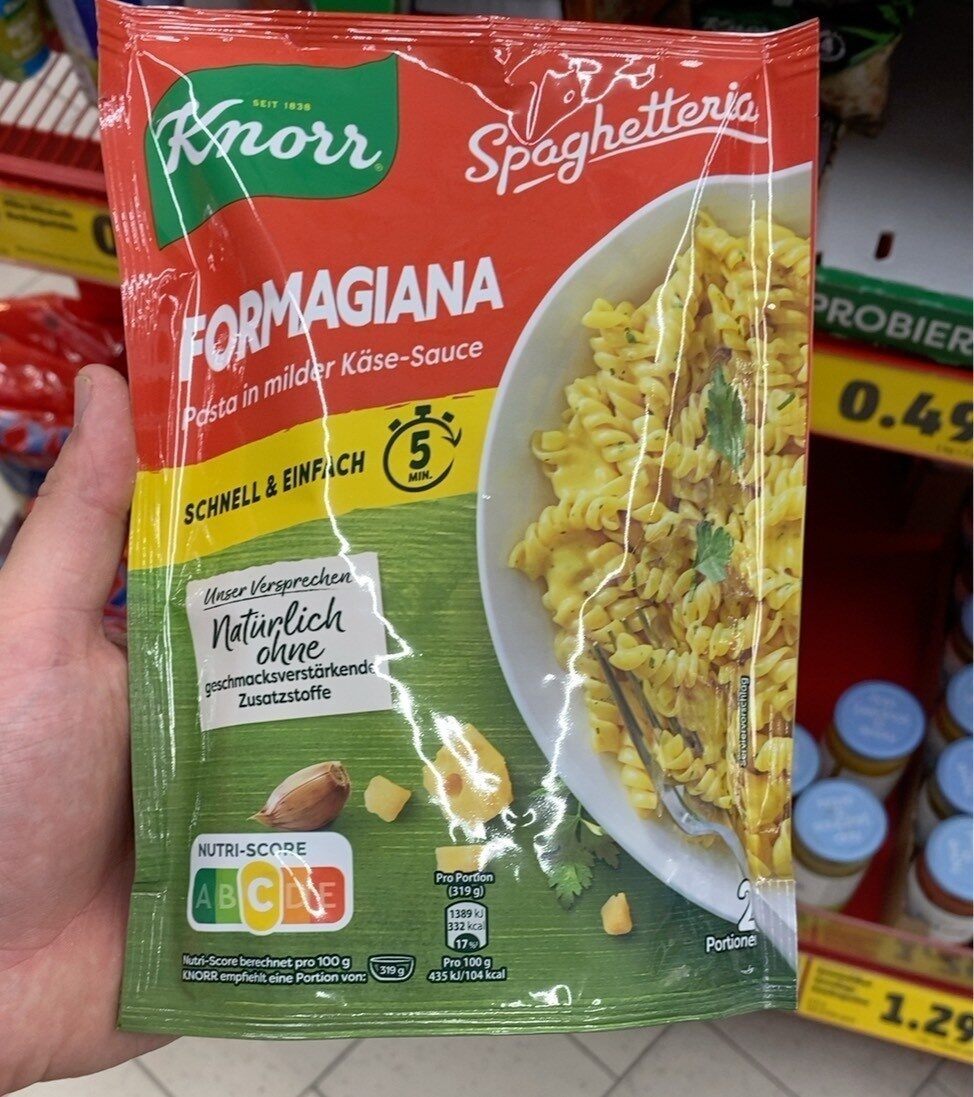 SEIT 1838
Knorr
Spaghetteria
FORMAGIANA
Pasta in milder Käse-Sauce
SCHNELL & EINFACH
5
MIN.
Unser Versprechen
Natürlich
ohne
geschmacksverstärkende
Zusatzstoffe
Serviervorschlag
NUTRI-SCORE
A B C D E
Nutri-Score berechnet pro 100 g
KNORR empfiehlt eine Portion von:
319 g
Pro Portion
(319 g)
1389 kJ
332 kcal
17%
Pro 100 g
435 kJ/104 kcal
2
Portionen
0
PROBIER
0.49
1.29